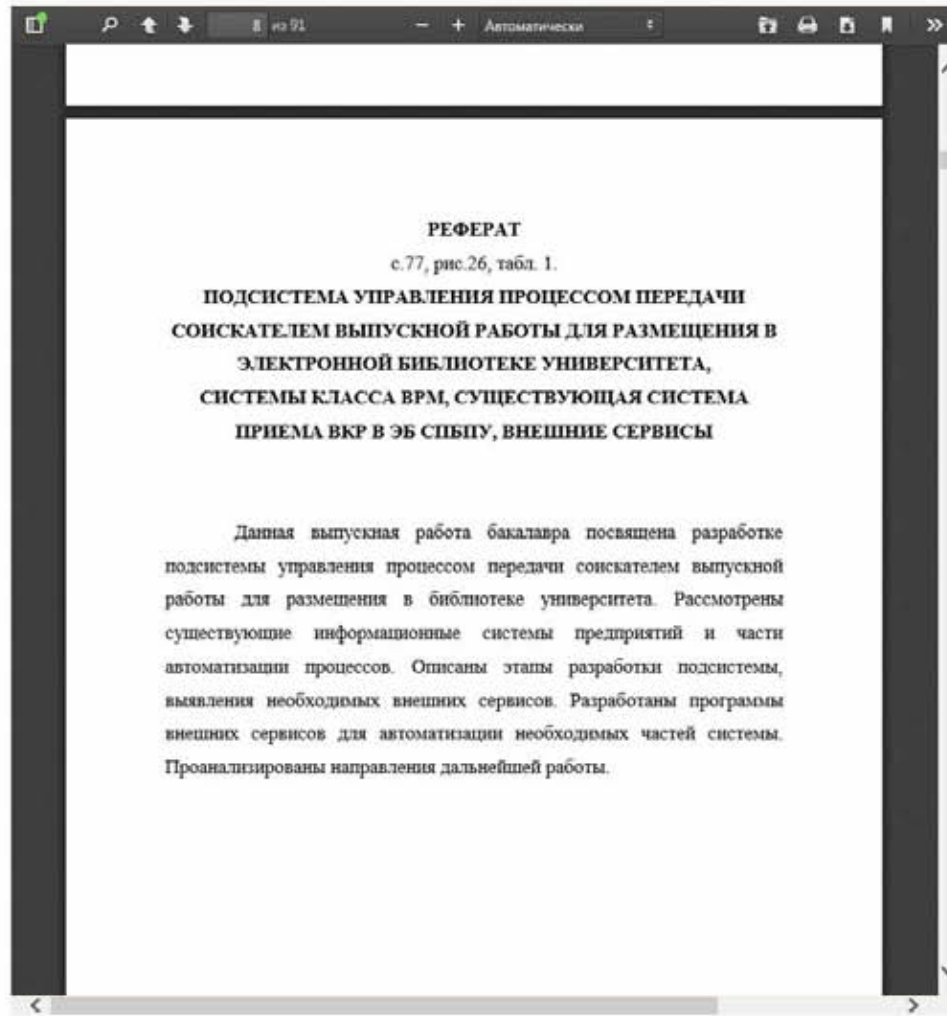 8 из 91
Автоматически
РЕФЕРАТ
с.77, рис.26, табл. 1.
ПОДСИСТЕМА УПРАВЛЕНИЯ ПРОЦЕССОМ ПЕРЕДАЧИ
СОИСКАТЕЛЕМ ВЫПУСКНОЙ РАБОТЫ ДЛЯ РАЗМЕЩЕНИЯ В
ЭЛЕКТРОННОЙ БИБЛИОТЕКЕ УНИВЕРСИТЕТА,
СИСТЕМЫ КЛАССА BPM, СУЩЕСТВУЮЩАЯ СИСТЕМА
ПРИЕМА ВКР В ЭБ СПБПУ, ВНЕШНИЕ СЕРВИСЫ
Данная выпускная работа бакалавра посвящена разработке
подсистемы управления процессом передачи соискателем выпускной
работы для размещения в библиотеке университета. Рассмотрены
существующие информационные системы предприятий и части
автоматизации процессов. Описаны этапы разработки подсистемы,
выявления необходимых внешних сервисов. Разработаны программы
внешних сервисов для автоматизации необходимых частей системы.
Проанализированы направления дальнейшей работы.